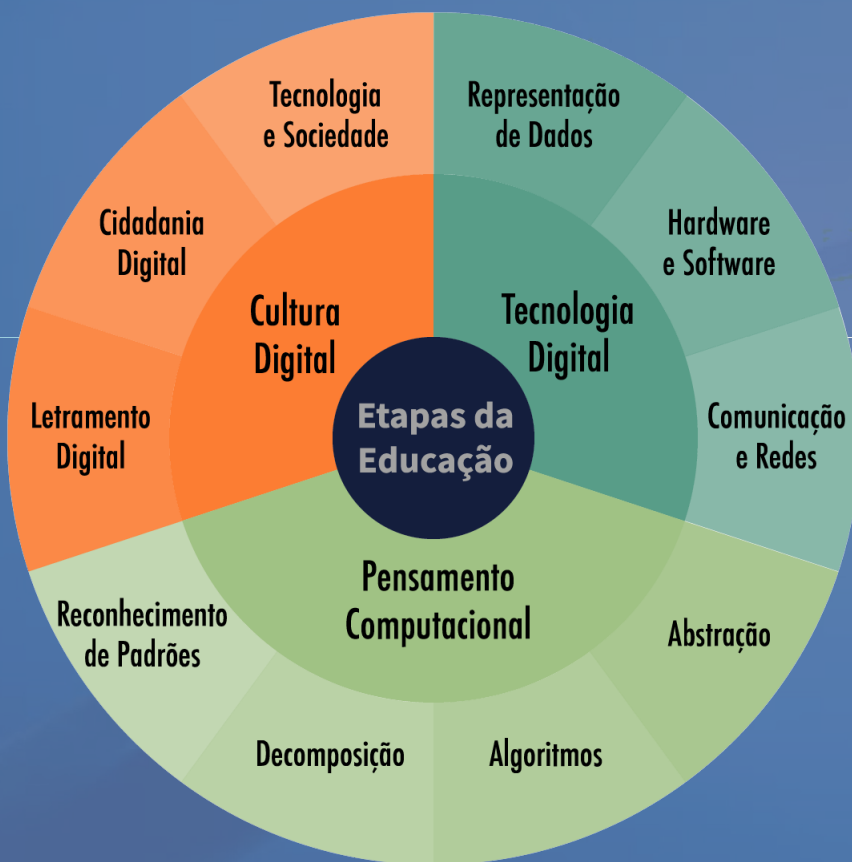 Tecnologia
e Sociedade
Representação
de Dados
Cidadania
Digital
Hardware
e Software
Cultura
Digital
Tecnologia
Digital
Letramento
Digital
Etapas da
Educação
Comunicação
e Redes
Pensamento
Computacional
Reconhecimento
de Padrões
Abstração
Decomposição
Algoritmos